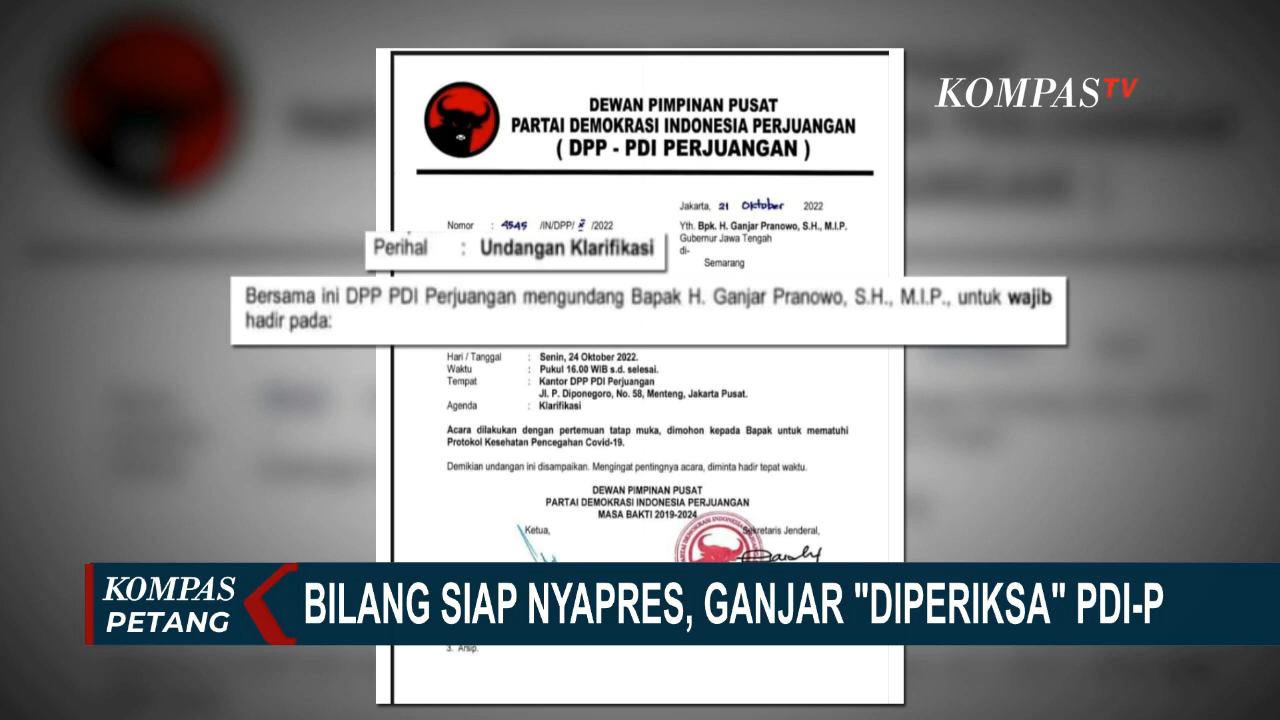 KOMPASTV
DEWAN PIMPINAN PUSAT
PARTAI DEMOKRASI INDONESIA PERJUANGAN
( DPP - PDI PERJUANGAN )
Jakarta, 21 Oktober 2022
Nomor : 4545 /IN/DPP/ X /2022
Yth. Bpk. H. Ganjar Pranowo, S.H., M.I.P.
Gubernur Jawa Tengah
di-
Semarang
Perihal : Undangan Klarifikasi
Bersama ini DPP PDI Perjuangan mengundang Bapak H. Ganjar Pranowo, S.H., M.I.P., untuk wajib
hadir pada:
Hari / Tanggal : Senin, 24 Oktober 2022.
Waktu : Pukul 16.00 WIB s.d. selesai.
Tempat : Kantor DPP PDI Perjuangan
Jl. P. Diponegoro, No. 58, Menteng, Jakarta Pusat.
Agenda : Klarifikasi
Acara dilakukan dengan pertemuan tatap muka, dimohon kepada Bapak untuk mematuhi
Protokol Kesehatan Pencegahan Covid-19.
Demikian undangan ini disampaikan. Mengingat pentingnya acara, diminta hadir tepat waktu.
DEWAN PIMPINAN PUSAT
PARTAI DEMOKRASI INDONESIA PERJUANGAN
MASA BAKTI 2019-2024
Ketua,
Sekretaris Jenderal,
KOMPAS
PETANG
BILANG SIAP NYAPRES, GANJAR "DIPERIKSA" PDI-P
3. Arsip.